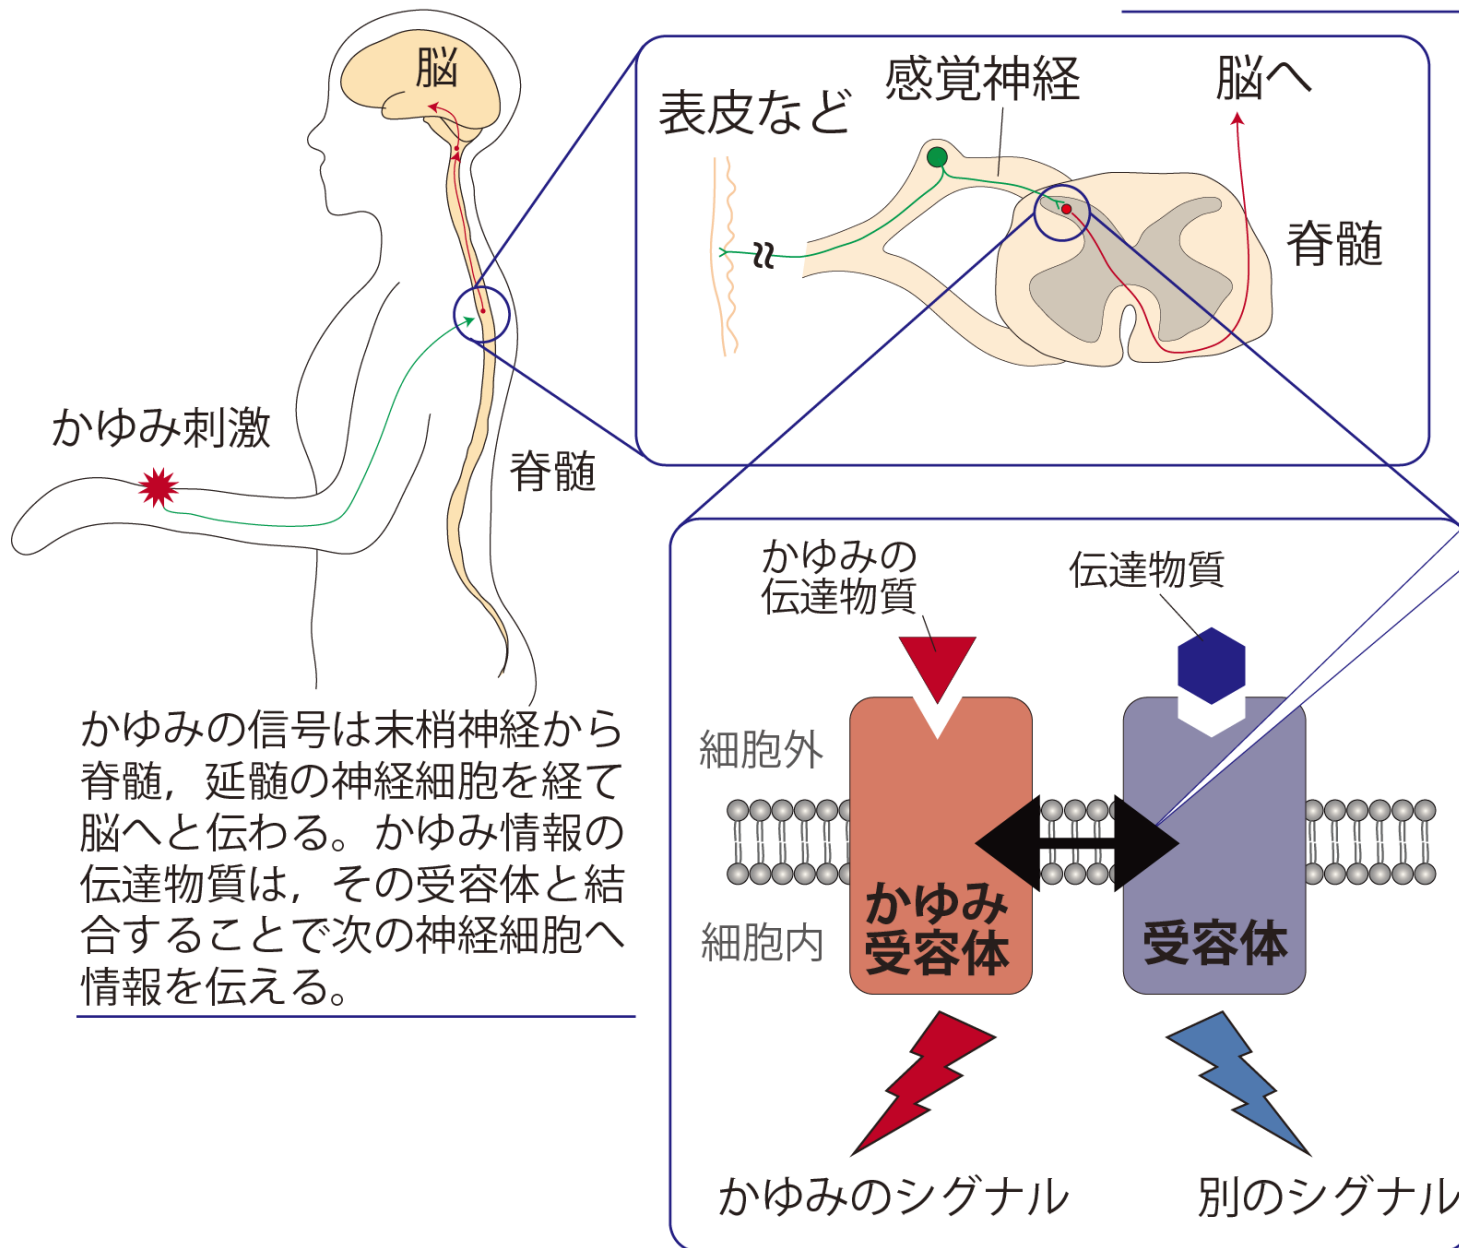 脳
かゆみ刺激
脊髄
かゆみの信号は末梢神経から
脊髄，延髄の神経細胞を経て
脳へと伝わる。かゆみ情報の
伝達物質は，その受容体と結
合することで次の神経細胞へ
情報を伝える。
表皮など
感覚神経
脳へ
脊髄
かゆみの
伝達物質
伝達物質
細胞外
細胞内
かゆみ
受容体
受容体
かゆみのシグナル
別のシグナル